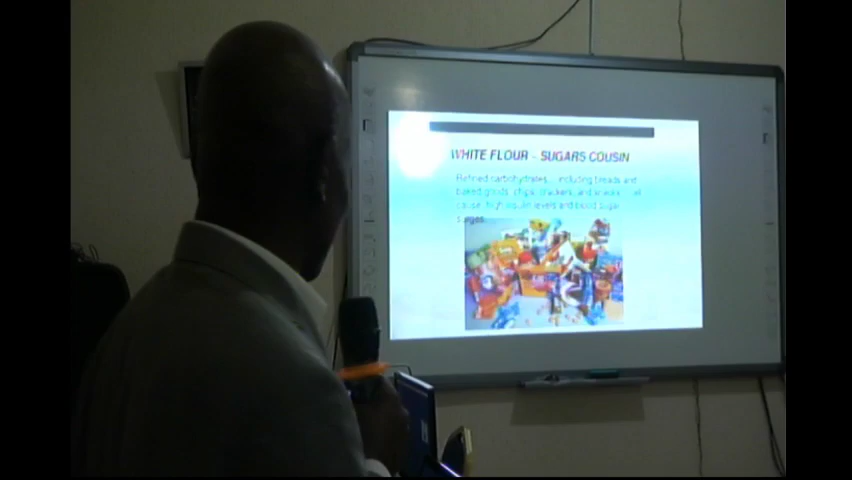 WHITE FLOUR - SUGARS COUSIN
Refined carbohydrates... including breads and
baked goods, chips, crackers, and snacks ... all
cause high insulin levels and blood sugar
surges.